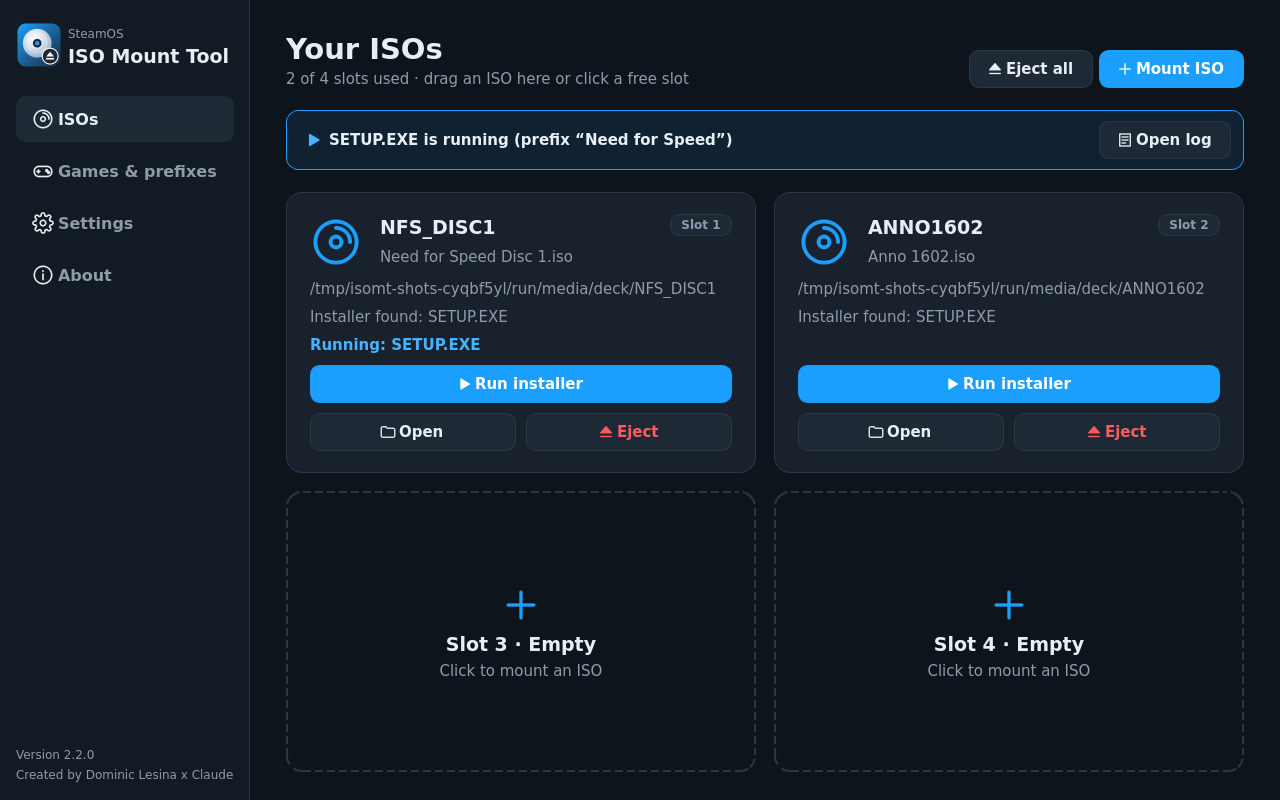 SteamOS
ISO Mount Tool
ISOs
Games & prefixes
Settings
About
Version 2.2.0
Created by Dominic Lesina x Claude
Your ISOs
2 of 4 slots used · drag an ISO here or click a free slot
Eject all
Mount ISO
SETUP.EXE is running (prefix “Need for Speed”)
Open log
NFS_DISC1
Slot 1
Need for Speed Disc 1.iso
/tmp/isomt-shots-cyqbf5yl/run/media/deck/NFS_DISC1
Installer found: SETUP.EXE
Running: SETUP.EXE
Run installer
Open
Eject
ANNO1602
Slot 2
Anno 1602.iso
/tmp/isomt-shots-cyqbf5yl/run/media/deck/ANNO1602
Installer found: SETUP.EXE
Run installer
Open
Eject
Slot 3 · Empty
Click to mount an ISO
Slot 4 · Empty
Click to mount an ISO